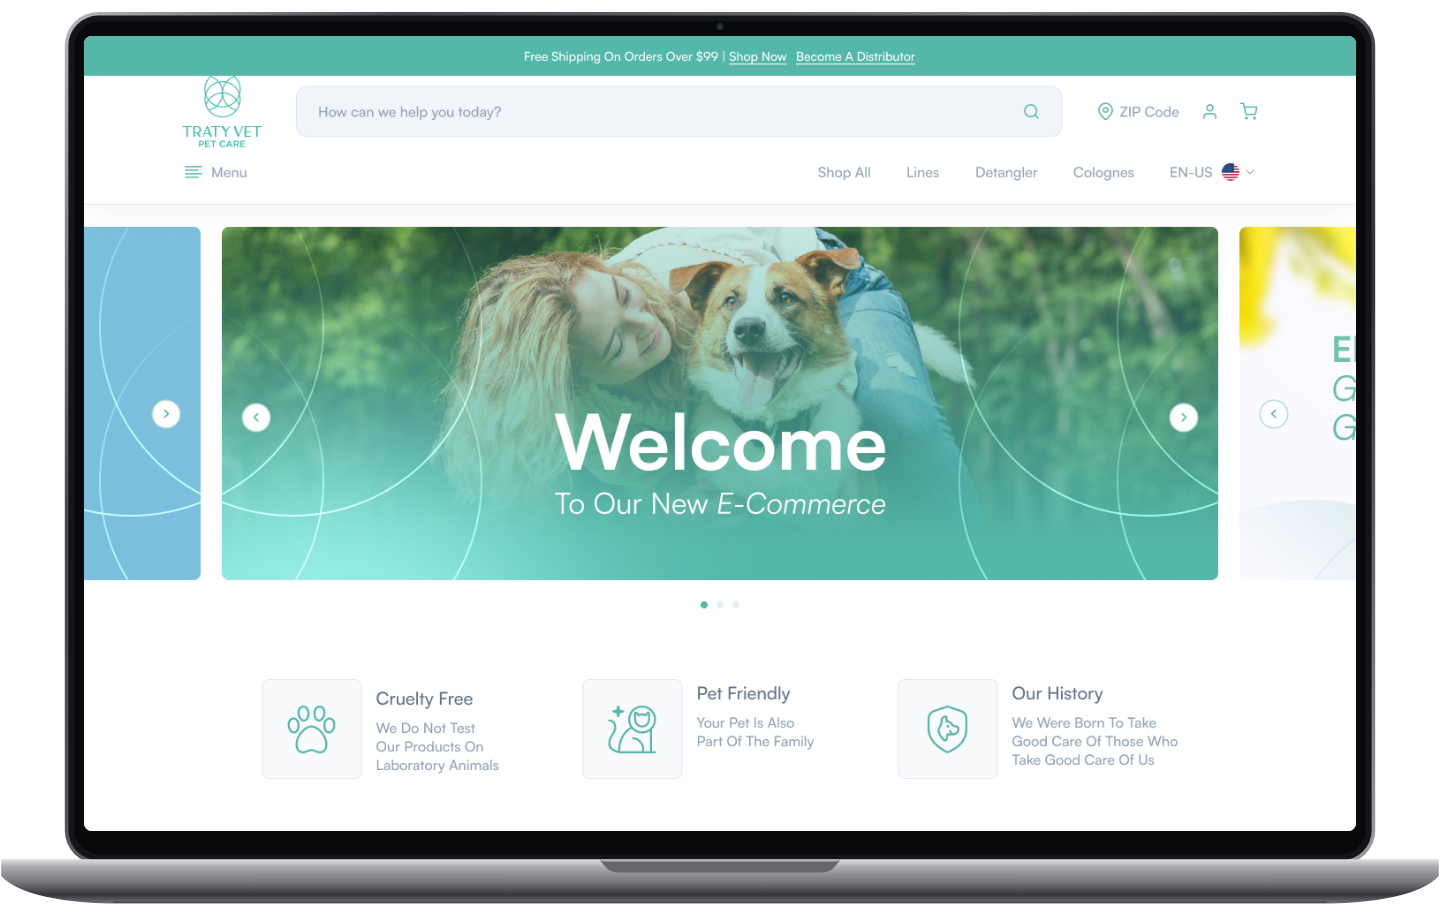 Free Shipping On Orders Over $99 | Shop Now Become A Distributor
TRATY VET
PET CARE
How can we help you today?
ZIP Code
Menu
Shop All Lines Detangler Colognes EN-US
Welcome
To Our New E-Commerce
G
G
Cruelty Free
We Do Not Test
Our Products On
Laboratory Animals
Pet Friendly
Your Pet Is Also
Part Of The Family
Our History
We Were Born To Take
Good Care Of Those Who
Take Good Care Of Us